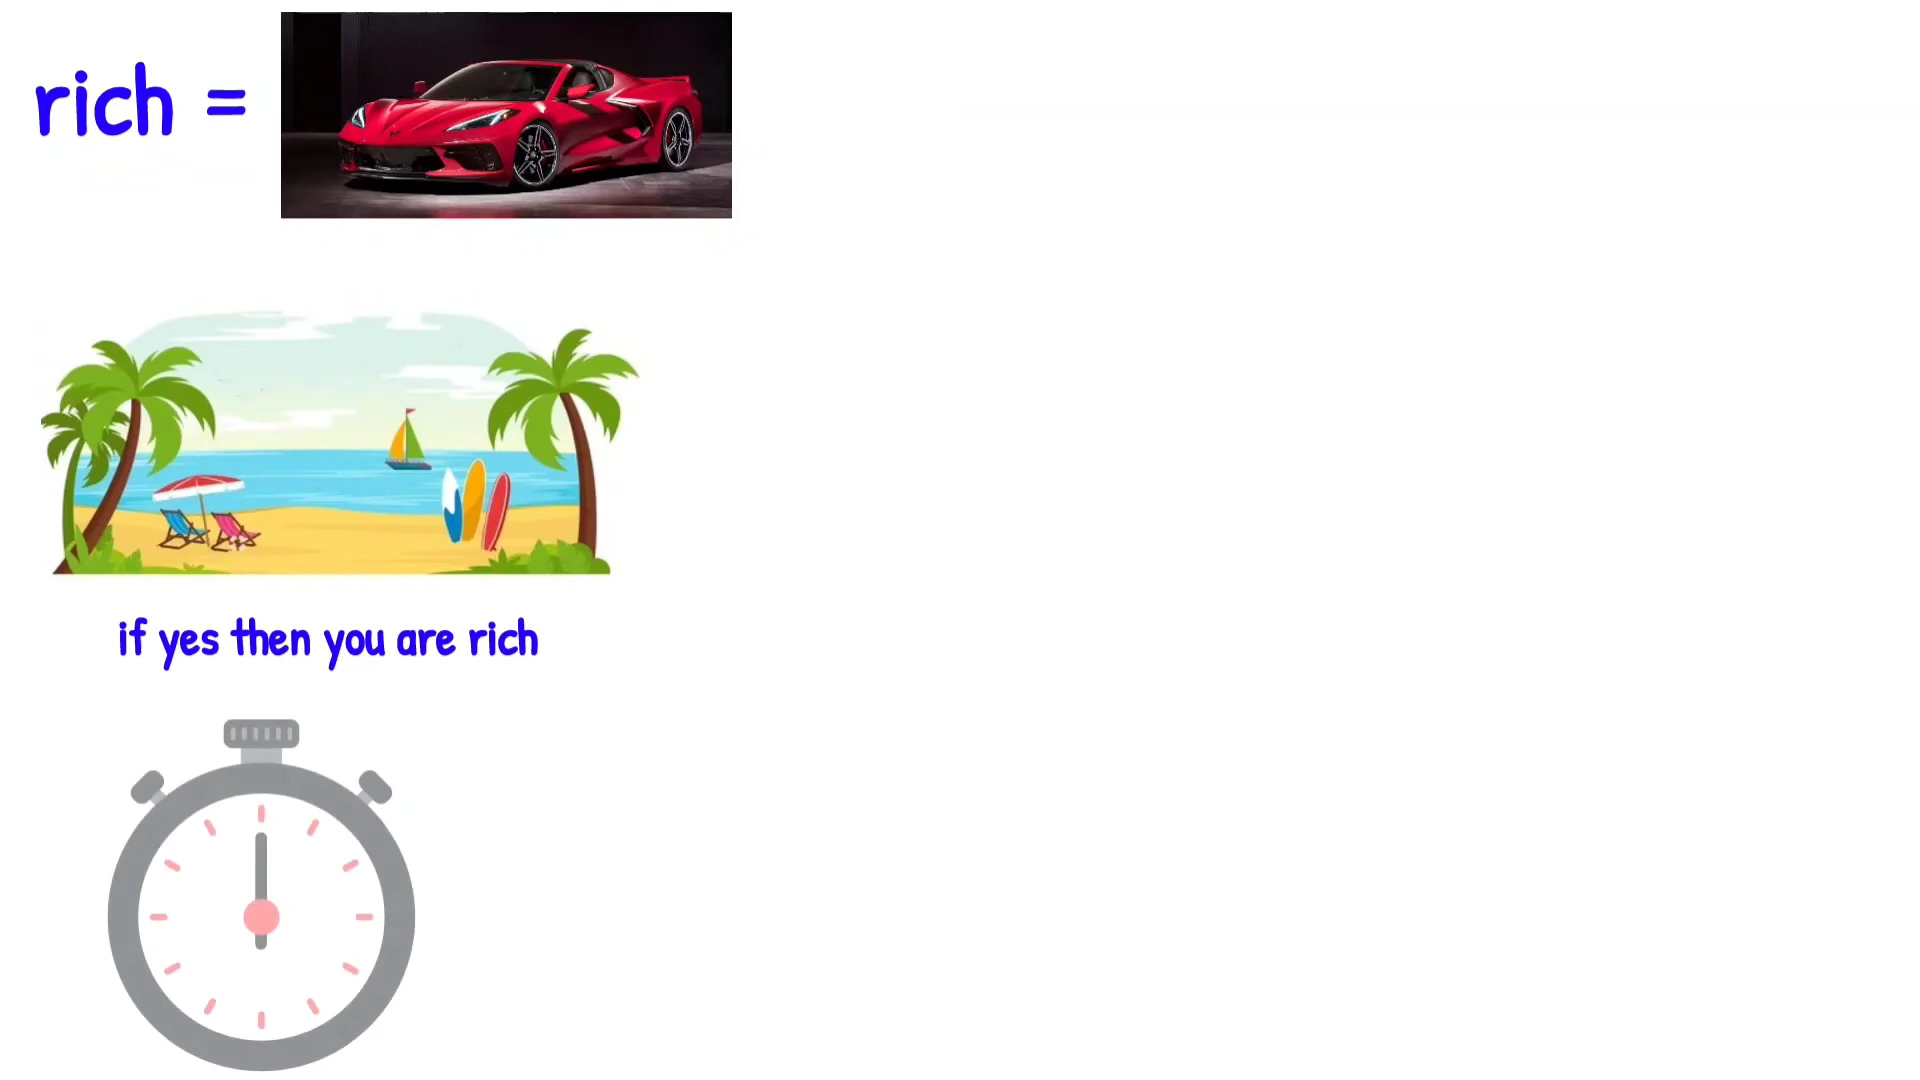 rich =
if yes then you are rich